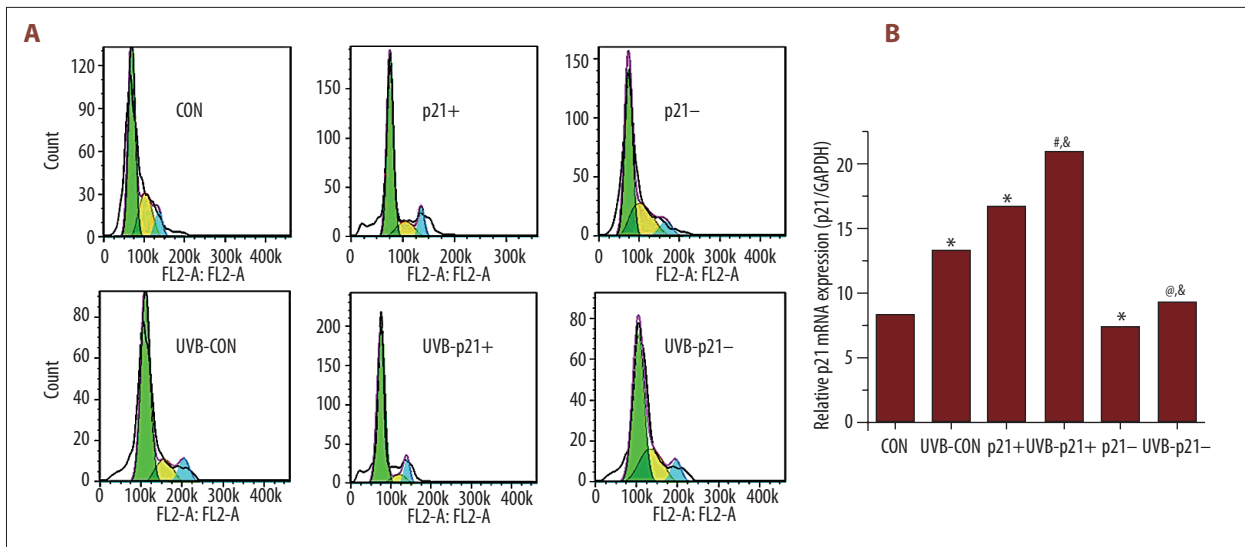 A
CON
Count
120
90
60
30
0
0 100k 200k 300k 400k
FL2-A: FL2-A
p21+
150
100
50
0
0 100k 200k 300k
FL2-A: FL2-A
p21−
150
100
50
0
0 100k 200k 300k 400k
FL2-A: FL2-A
UVB-CON
Count
80
60
40
20
0
0 100k 200k 300k 400k
FL2-A: FL2-A
UVB-p21+
200
150
100
50
0
0 100k 200k 300k 400k
FL2-A: FL2-A
UVB-p21−
80
60
40
20
0
0 100k 200k 300k 400k
FL2-A: FL2-A
B
Relative p21 mRNA expression (p21/GAPDH)
20
15
10
5
0
*
*
#,&
*
@,&
CON UVB-CON p21+ UVB-p21+ p21− UVB-p21−